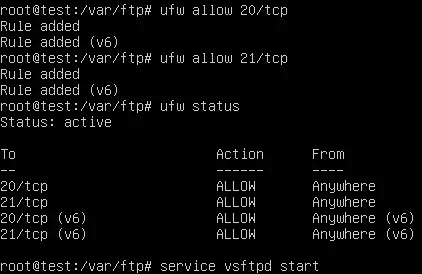 root@test:/var/ftp# ufw allow 20/tcp
Rule added
Rule added (v6)
root@test:/var/ftp# ufw allow 21/tcp
Rule added
Rule added (v6)
root@test:/var/ftp# ufw status
Status: active

To                         Action      From
--                         ------      ----
20/tcp                     ALLOW       Anywhere
21/tcp                     ALLOW       Anywhere
20/tcp (v6)                ALLOW       Anywhere (v6)
21/tcp (v6)                ALLOW       Anywhere (v6)

root@test:/var/ftp# service vsftpd start